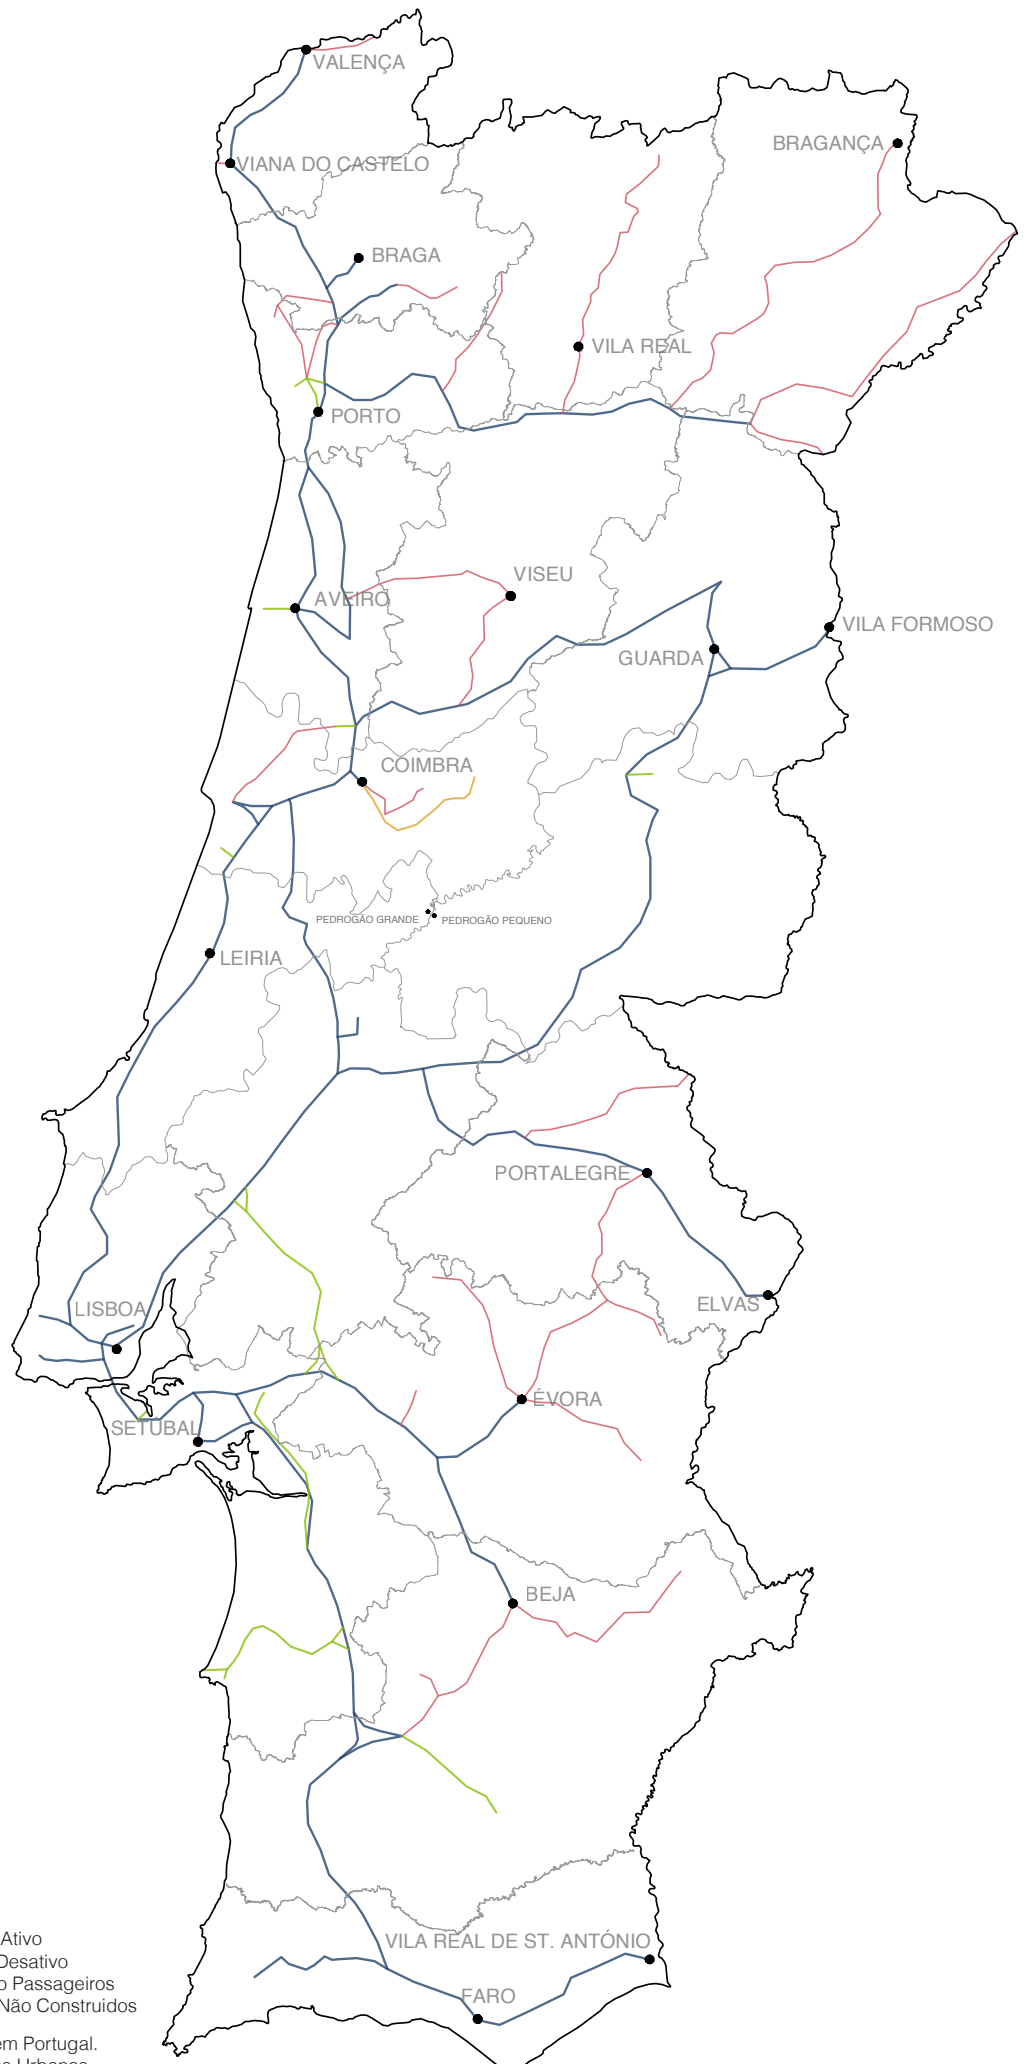 VALENÇA
BRAGANÇA
VIANA DO CASTELO
BRAGA
VILA REAL
PORTO
VISEU
AVEIRO
VILA FORMOSO
GUARDA
COIMBRA
PEDROGÃO GRANDE
PEDROGÃO PEQUENO
LEIRIA
PORTALEGRE
ELVAS
LISBOA
ÉVORA
SETÚBAL
BEJA
Ativo
VILA REAL DE ST. ANTÓNIO
Desativo
o Passageiros
FARO
Não Construidos
em Portugal.